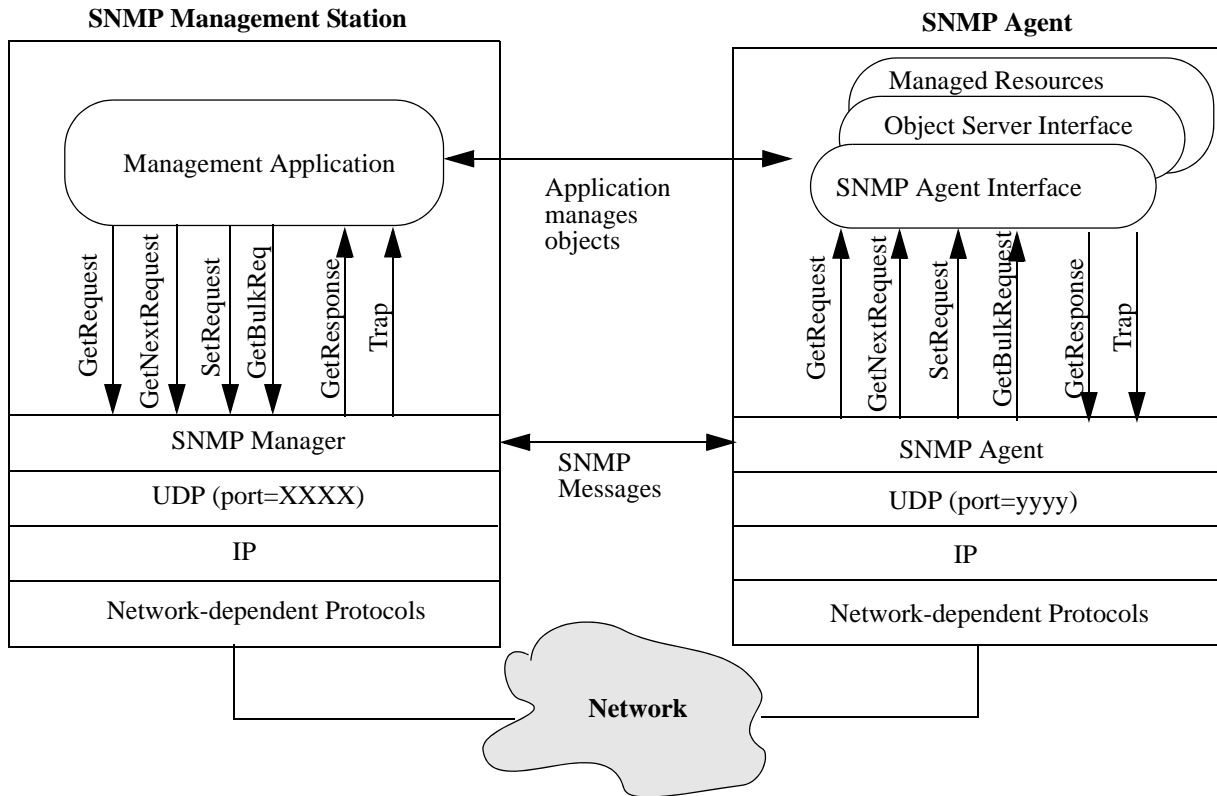 SNMP Management Station
SNMP Agent
Management Application
Managed Resources
Object Server Interface
SNMP Agent Interface
Application
manages
objects
GetRequest
GetNextRequest
SetRequest
GetBulkReq
GetResponse
Trap
GetRequest
GetNextRequest
SetRequest
GetBulkRequest
GetResponse
Trap
SNMP Manager
SNMP
Messages
SNMP Agent
UDP (port=XXXX)
UDP (port=yyyy)
IP
IP
Network-dependent Protocols
Network-dependent Protocols
Network